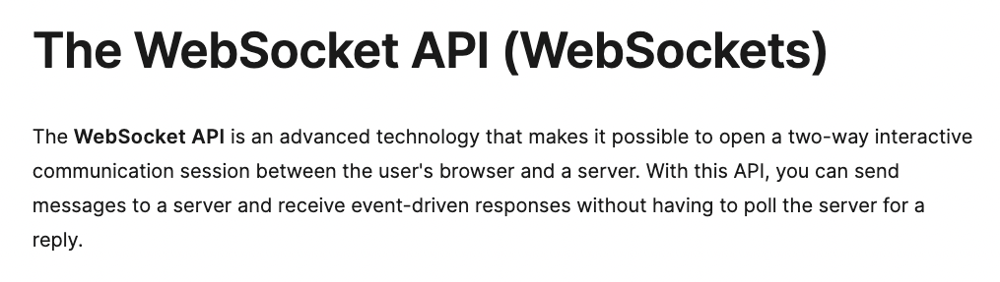 The WebSocket API (WebSockets)
The WebSocket API is an advanced technology that makes it possible to open a two-way interactive
communication session between the user's browser and a server. With this API, you can send
messages to a server and receive event-driven responses without having to poll the server for a
reply.